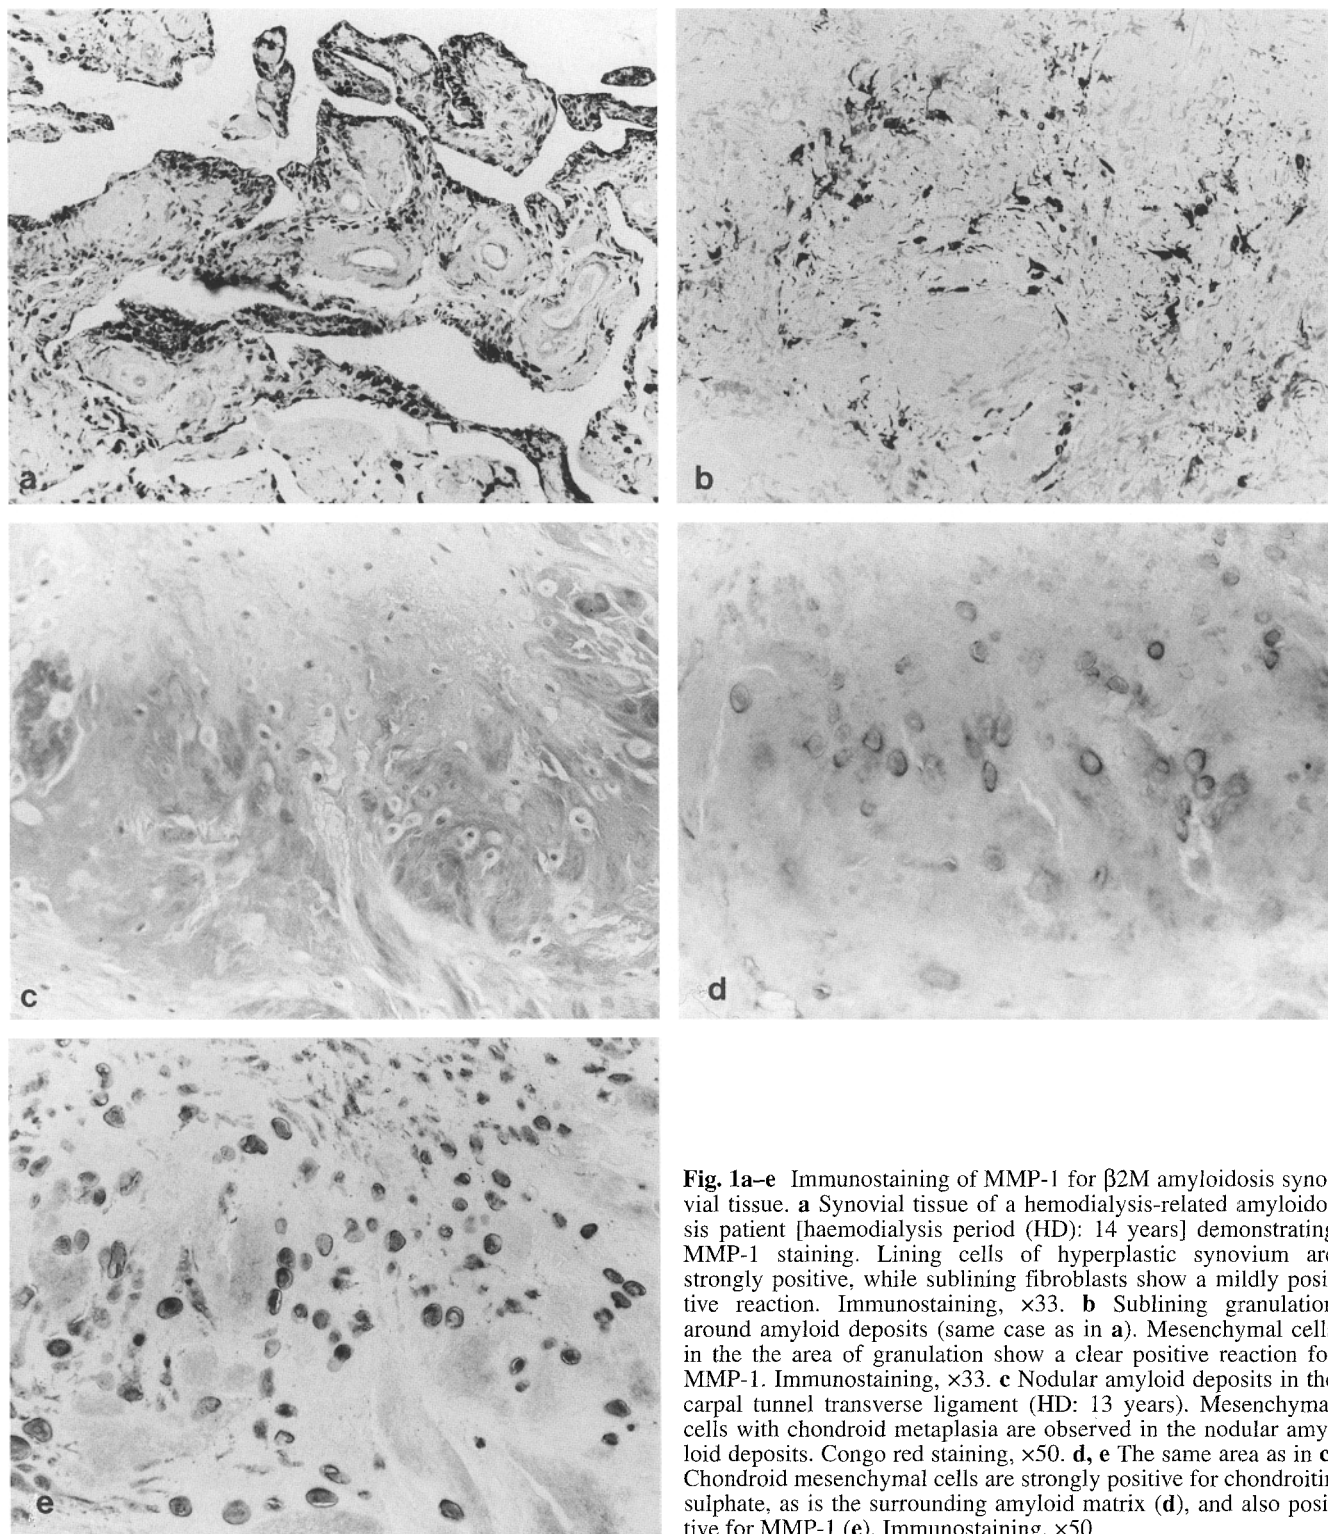 a
b
c
d
e
Fig. 1a–e Immunostaining of MMP-1 for β2M amyloidosis syno
vial tissue. a Synovial tissue of a hemodialysis-related amyloido
sis patient [haemodialysis period (HD): 14 years] demonstrating
MMP-1 staining. Lining cells of hyperplastic synovium are
strongly positive, while sublining fibroblasts show a mildly posi
tive reaction. Immunostaining, ×33. b Sublining granulation
around amyloid deposits (same case as in a). Mesenchymal cell
in the the area of granulation show a clear positive reaction fo
MMP-1. Immunostaining, ×33. c Nodular amyloid deposits in the
carpal tunnel transverse ligament (HD: 13 years). Mesenchyma
cells with chondroid metaplasia are observed in the nodular amy
loid deposits. Congo red staining, ×50. d, e The same area as in c
Chondroid mesenchymal cells are strongly positive for chondroitin
sulphate, as is the surrounding amyloid matrix (d), and also posi
tive for MMP-1 (e). Immunostaining, ×50